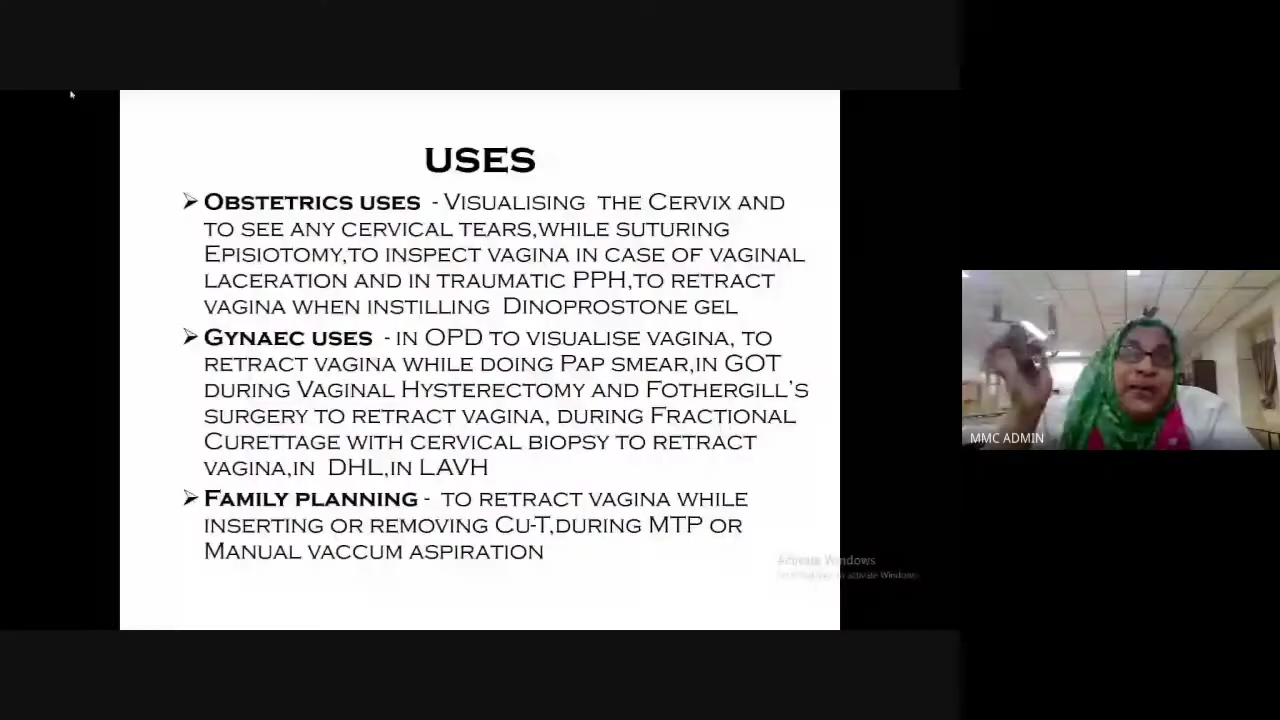 USES
➢ OBSTETRICS USES - VISUALISING THE CERVIX AND
TO SEE ANY CERVICAL TEARS,WHILE SUTURING
EPISIOTOMY,TO INSPECT VAGINA IN CASE OF VAGINAL
LACERATION AND IN TRAUMATIC PPH,TO RETRACT
VAGINA WHEN INSTILLING DINOPROSTONE GEL
➢ GYNAEC USES - IN OPD TO VISUALISE VAGINA, TO
RETRACT VAGINA WHILE DOING PAP SMEAR,IN GOT
DURING VAGINAL HYSTERECTOMY AND FOTHERGILL'S
SURGERY TO RETRACT VAGINA, DURING FRACTIONAL
CURETTAGE WITH CERVICAL BIOPSY TO RETRACT
VAGINA,IN DHL,IN LAVH
➢ FAMILY PLANNING - TO RETRACT VAGINA WHILE
INSERTING OR REMOVING CU-T,DURING MTP OR
MANUAL VACCUM ASPIRATION
Activate Windows
to activate Windows.
MMC ADMIN